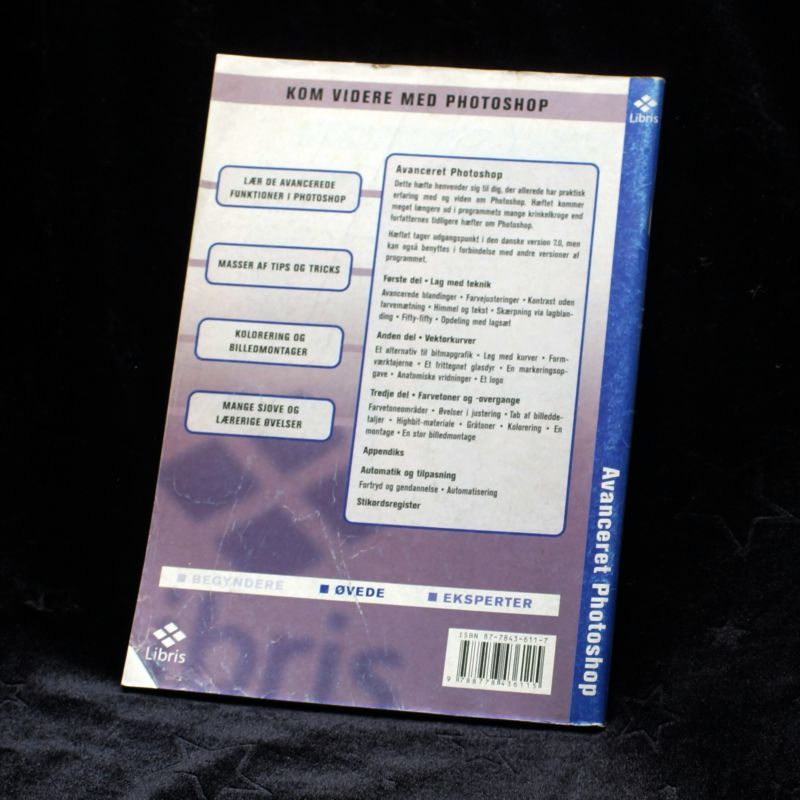 KOM VIDERE MED PHOTOSHOP
Libris
LÆR DE AVANCEREDE
FUNKTIONER I PHOTOSHOP
MASSER AF TIPS OG TRICKS
KOLORERING OG
BILLEDMONTAGER
MANGE SJOVE OG
LÆRERIGE ØVELSER
Avanceret Photoshop
Dette hæfte henvender sig til dig, der allerede har praktisk
erfaring med og viden om Photoshop. Hæftet kommer
meget længere ud i programmets mange krinkelkroge end
forfatternes tidligere hæfter om Photoshop.
Hæftet tager udgangspunkt i den danske version 7.0, men
kan også benyttes i forbindelse med andre versioner af
programmet.
Første del • Lag med teknik
Avancerede blandinger • Farvejusteringer • Kontrast uden
farvemætning • Himmel og tekst • Skærpning via lagblan-
ding • Fifty-fifty • Opdeling med lagsæt
Anden del • Vektorkurver
Et alternativ til bitmapgrafik • Leg med kurver • Form-
værktøjerne • Et frittegnet glasdyr • En markeringsop-
gave • Anatomiske vridninger • Et logo
Tredje del • Farvetoner og -overgange
Farvetoneområder • Øvelser i justering • Tab af billedde-
taljer • Highbit-materiale • Gråtoner • Kolorering • En
montage • En stor billedmontage
Appendiks
Automatik og tilpasning
Fortryd og gendannelse • Automatisering
Stikordsregister
BEGYNDERE
ØVEDE
EKSPERTER
Libris
ibris
ISBN 87-7843-611-7
9 788778 436115
Avanceret Photoshop